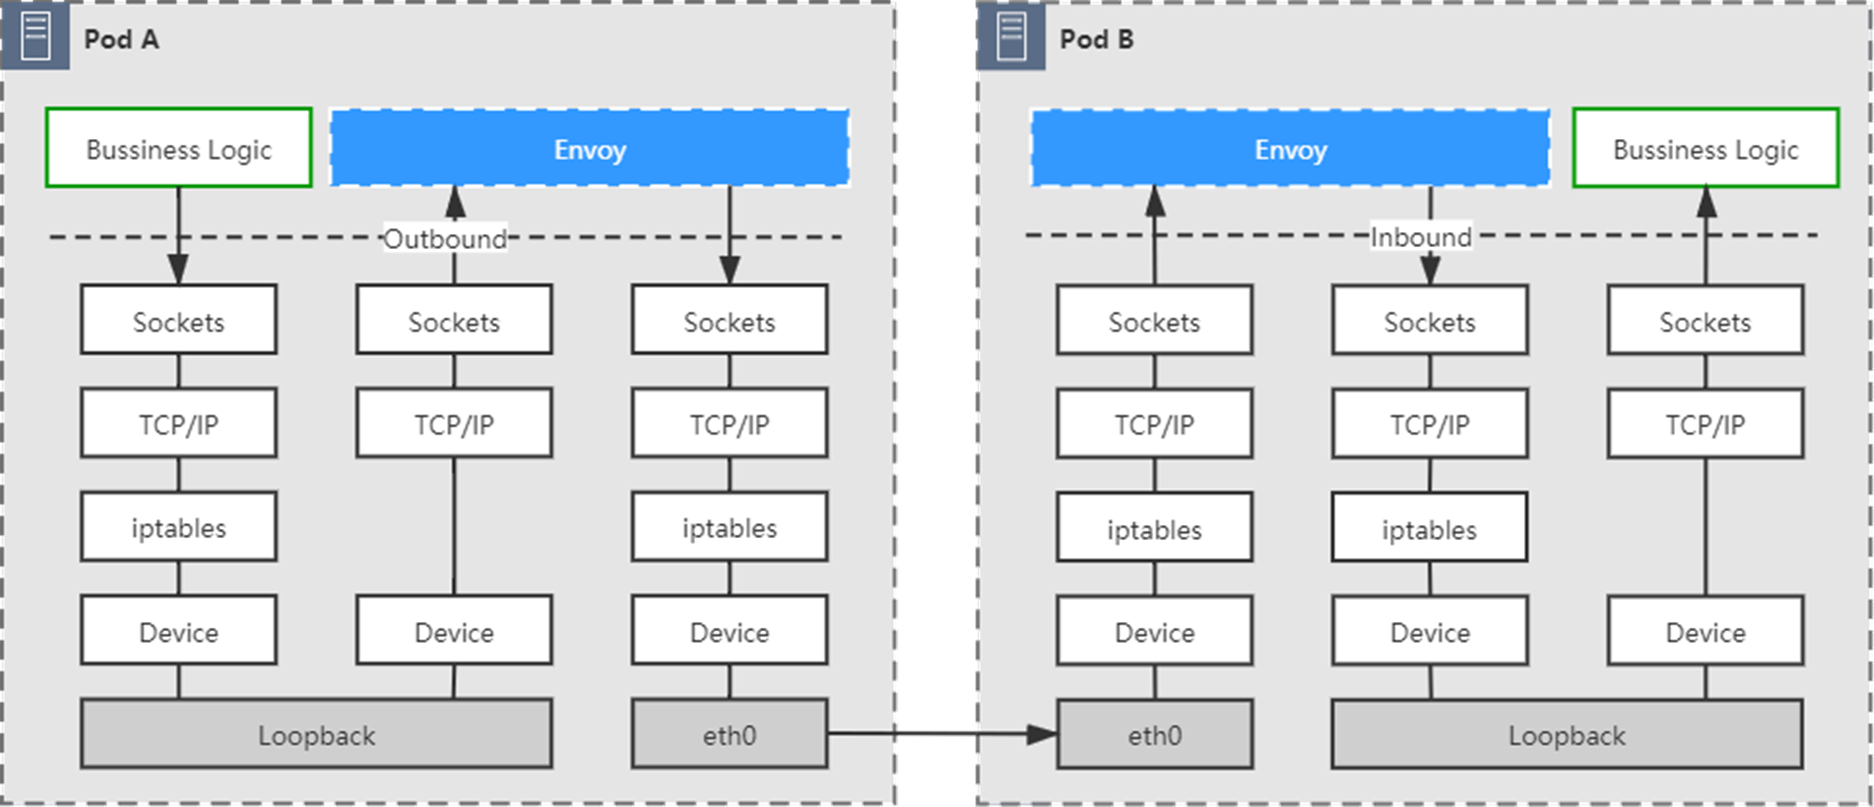 Pod A
Bussiness Logic
Envoy
Outbound
Sockets
Sockets
Sockets
TCP/IP
TCP/IP
TCP/IP
iptables
iptables
Device
Device
Device
Loopback
eth0
Pod B
Envoy
Bussiness Logic
Inbound
Sockets
Sockets
Sockets
TCP/IP
TCP/IP
TCP/IP
iptables
iptables
Device
Device
Device
eth0
Loopback